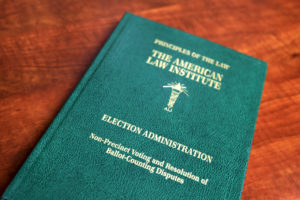 PRINCIPLES OF THE LAW
THE AMERICAN
LAW INSTITUTE
ALI
ELECTION ADMINISTRATION
Non-Precinct Voting and Resolution of
Ballot-Counting Disputes